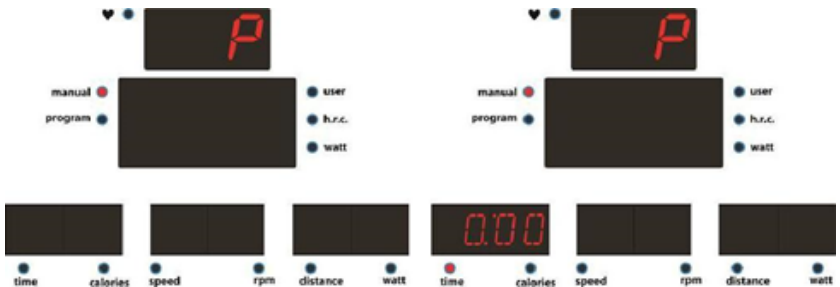 P P
manual user manual user
program h.r.c. program h.r.c.
watt watt
0:00
time calories speed rpm distance watt time calories speed rpm distance watt